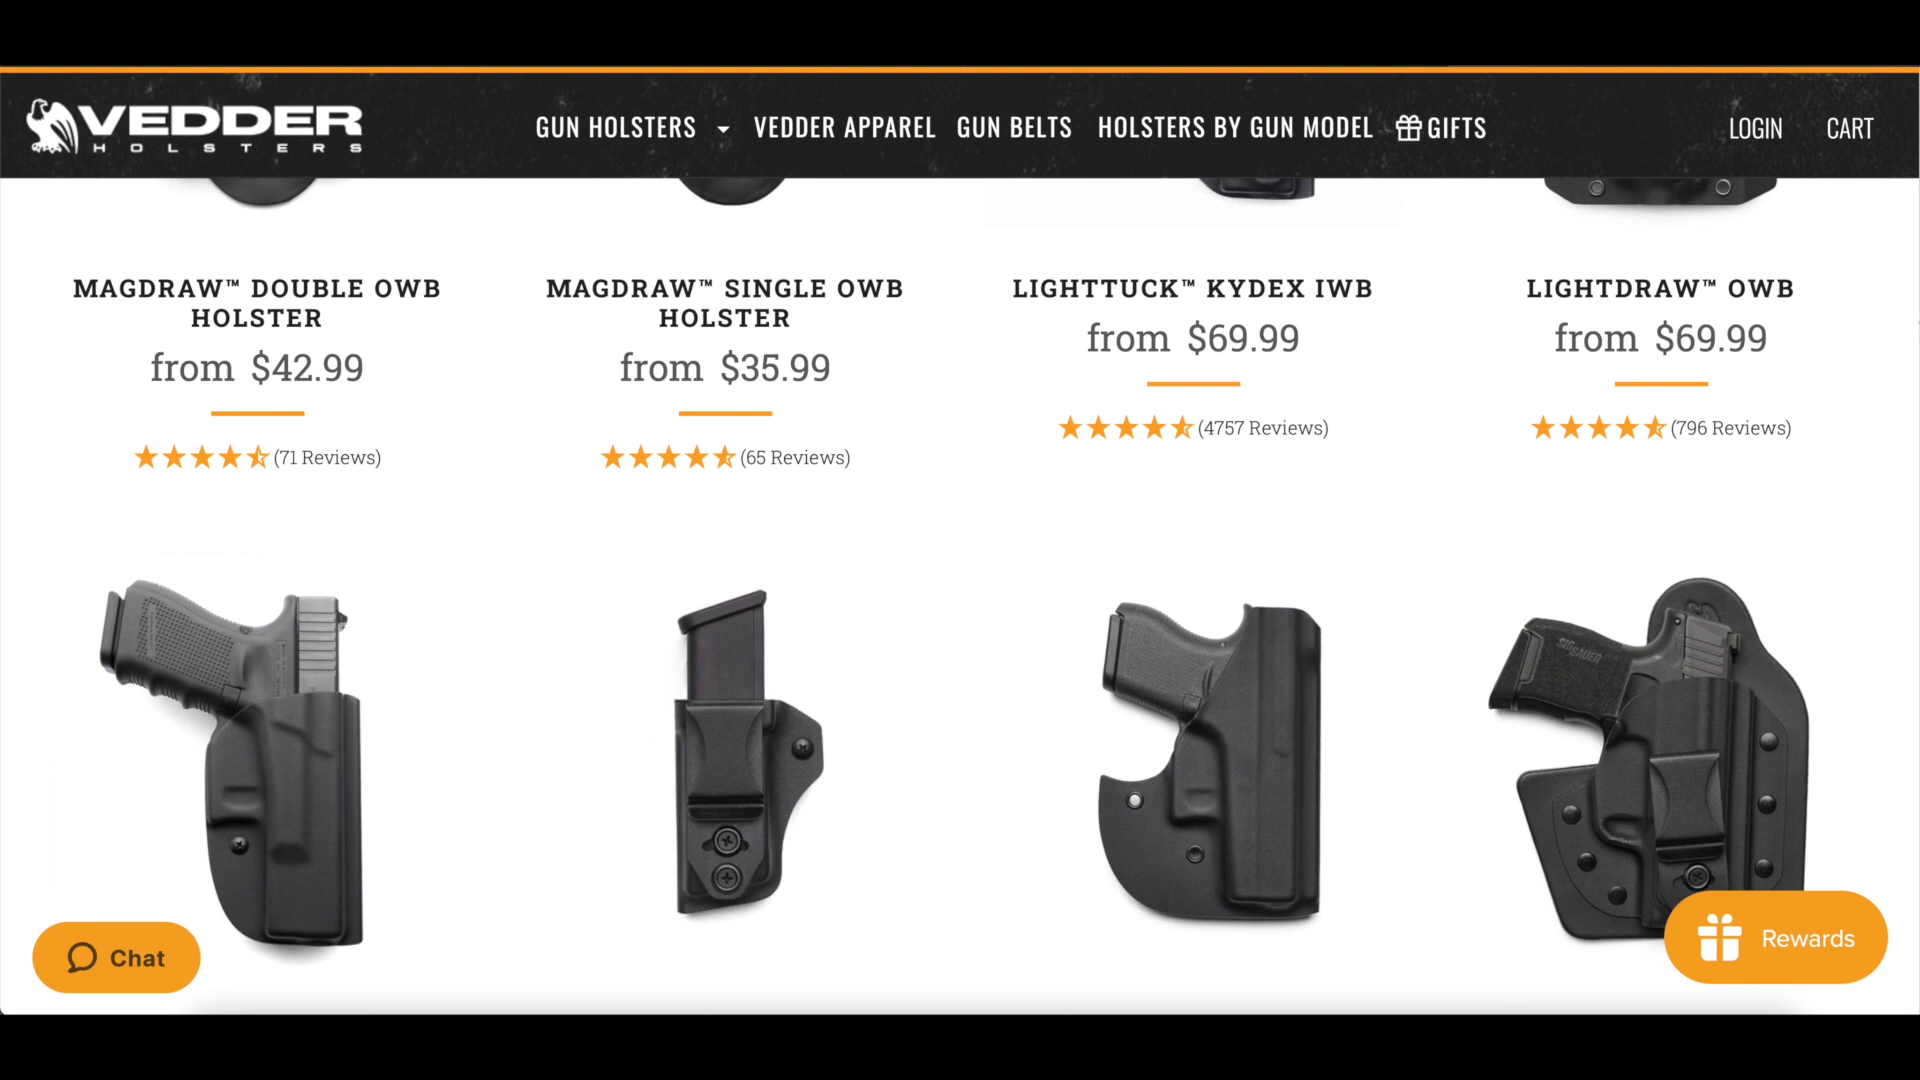 VEDDER
HOLSTERS
GUN HOLSTERS
VEDDER APPAREL
GUN BELTS
HOLSTERS BY GUN MODEL
GIFTS
LOGIN
CART
MAGDRAW™ DOUBLE OWB
HOLSTER
from $42.99
(71 Reviews)
MAGDRAW™ SINGLE OWB
HOLSTER
from $35.99
(65 Reviews)
LIGHTTUCK™ KYDEX IWB
from $69.99
(4757 Reviews)
LIGHTDRAW™ OWB
from $69.99
(796 Reviews)
SIG SAUER
Chat
Rewards